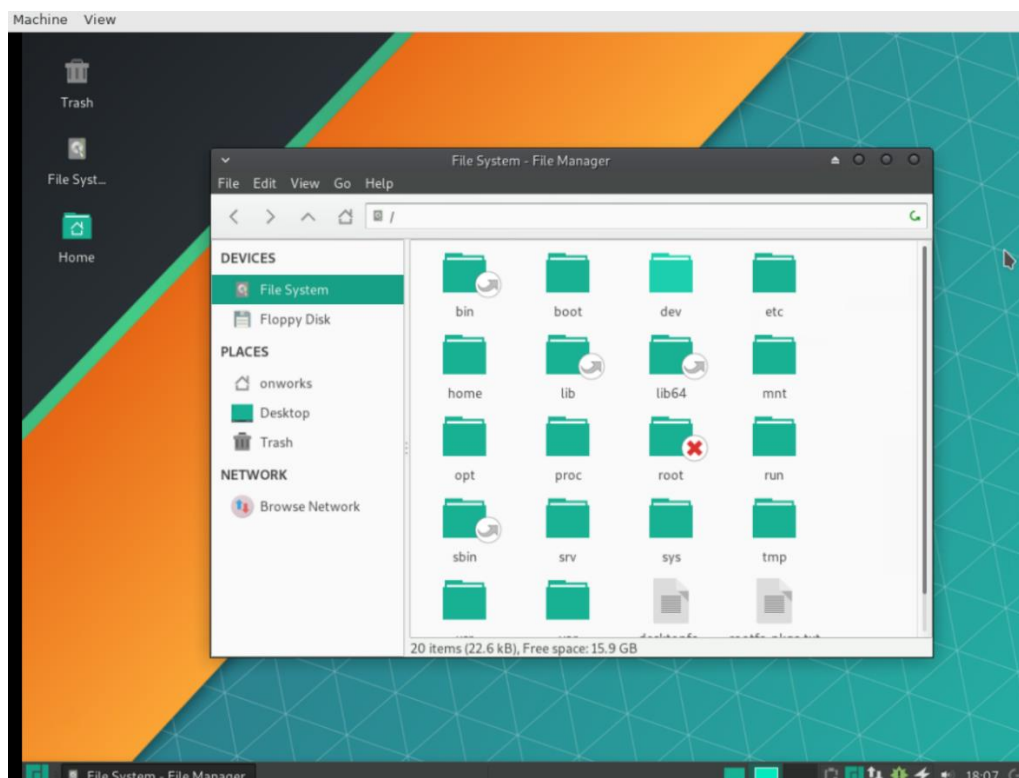 Machine View
Trash
File Syst...
Home
File System - File Manager
File Edit View Go Help
/
DEVICES
File System
Floppy Disk
PLACES
onworks
Desktop
Trash
NETWORK
Browse Network
bin boot dev etc
home lib lib64 mnt
opt proc root run
sbin srv sys tmp
20 items (22.6 kB), Free space: 15.9 GB
File System - File Manager
18:07